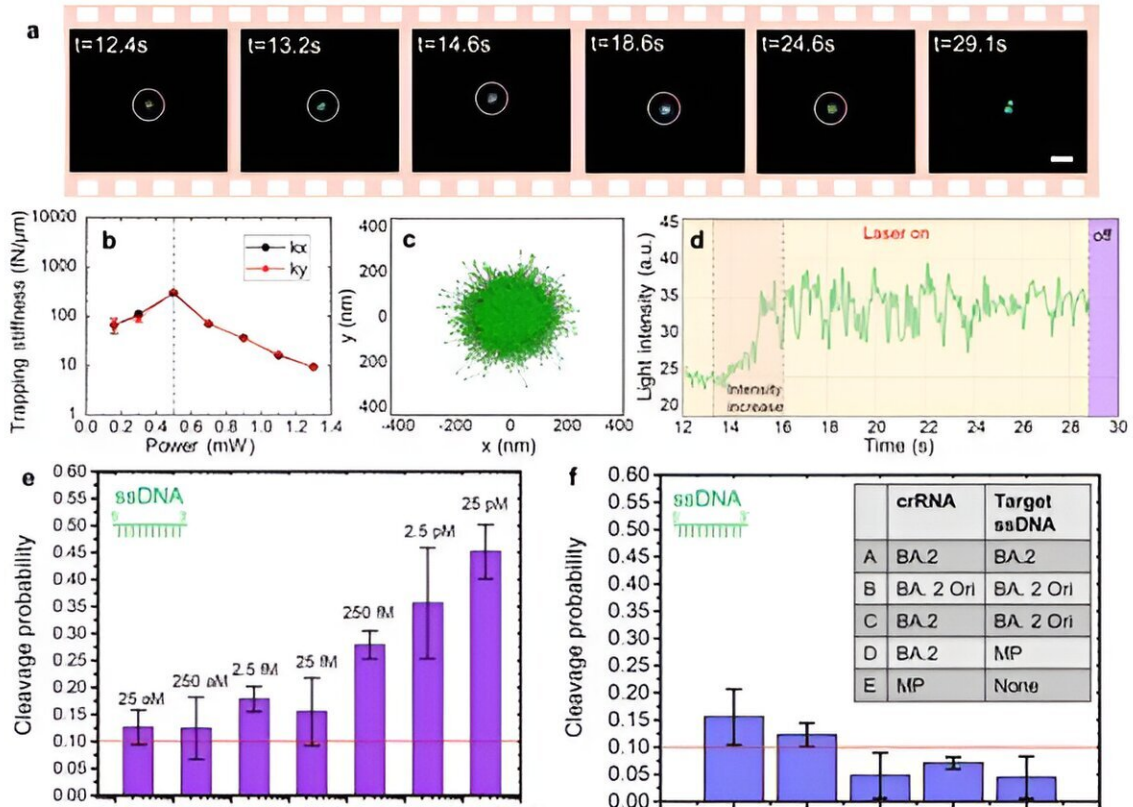 a
t=12.4s
t=13.2s
t=14.6s
t=18.6s
t=24.6s
t=29.1s
b
Trapping stiffness (fN/μm)
10000
1000
100
10
1
kx
ky
0.0 0.2 0.4 0.6 0.8 1.0 1.2 1.4
Power (mW)
c
y (nm)
400
200
0
200
-400
-400 -200 0 200 400
x (nm)
d
Light intensity (a.u.)
45
40
35
30
25
20
Laser on
off
Intensity
increase
12 14 16 18 20 22 24 26 28 30
Time (s)
e
Cleavage probability
0.60
0.55
0.50
0.45
0.40
0.35
0.30
0.25
0.20
0.15
0.10
0.05
0.00
ssDNA
25 aM
250 aM
2.5 fM
25 fM
250 fM
2.5 pM
25 pM
f
Cleavage probability
0.60
0.55
0.50
0.45
0.40
0.35
0.30
0.25
0.20
0.15
0.10
0.05
0.00
ssDNA
crRNA Target ssDNA
A BA.2 BA.2
B BA. 2 Ori BA. 2 Ori
C BA.2 BA. 2 Ori
D BA.2 MP
E MP None